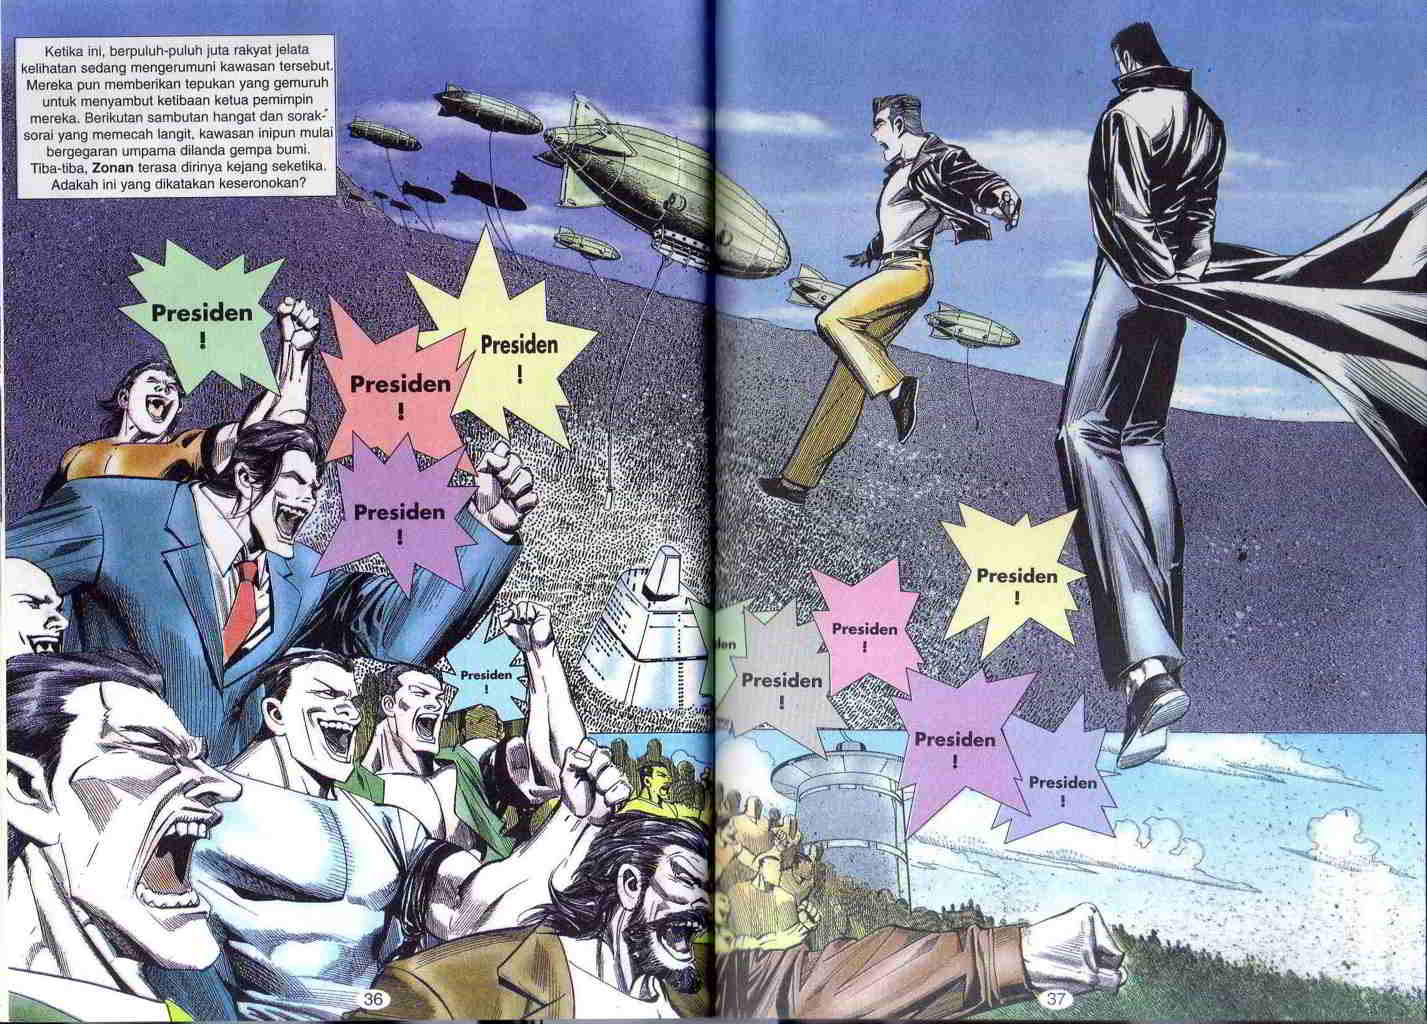 Ketika ini, berpuluh-puluh juta rakyat jelata
kelihatan sedang mengerumuni kawasan tersebut.
Mereka pun memberikan tepukan yang gemuruh
untuk menyambut ketibaan ketua pemimpin
mereka. Berikutan sambutan hangat dan sorak-
sorai yang memecah langit, kawasan inipun mulai
bergegaran umpama dilanda gempa bumi.
Tiba-tiba, Zonan terasa dirinya kejang seketika.
Adakah ini yang dikatakan keseronokan?
Presiden
!
Presiden
!
Presiden
!
Presiden
!
Presiden
!
Presiden
!
Presiden
!
Presiden
!
Presiden
!
Presiden
!
36
37